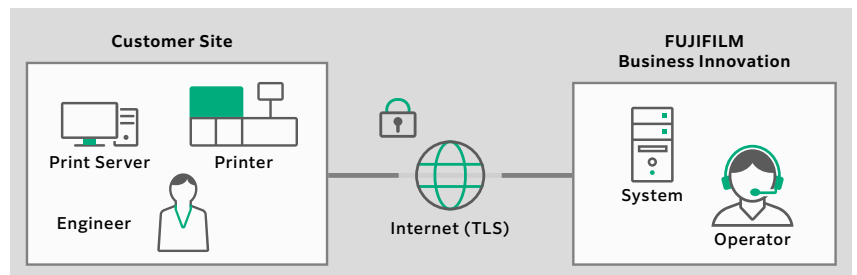 Customer Site
FUJIFILM
Business Innovation
Print Server
Printer
Engineer
Internet (TLS)
System
Operator